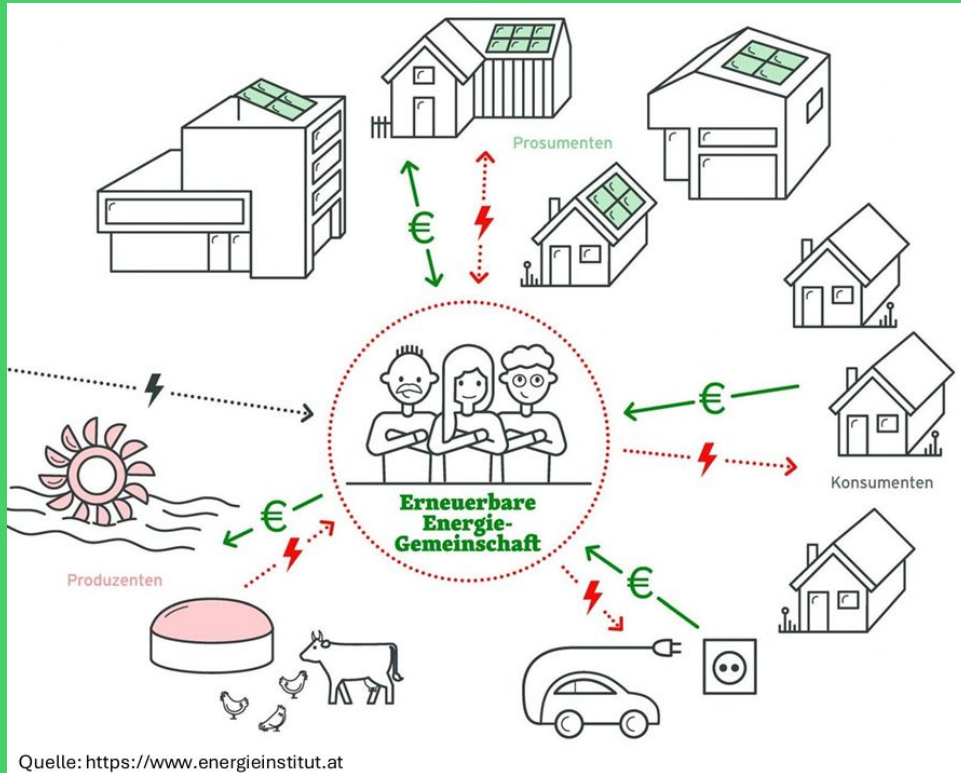 Prosumenten
€
€
€
Konsumenten
Erneuerbare
Energie-
Gemeinschaft
€
Produzenten
€
Quelle: https://www.energieinstitut.at